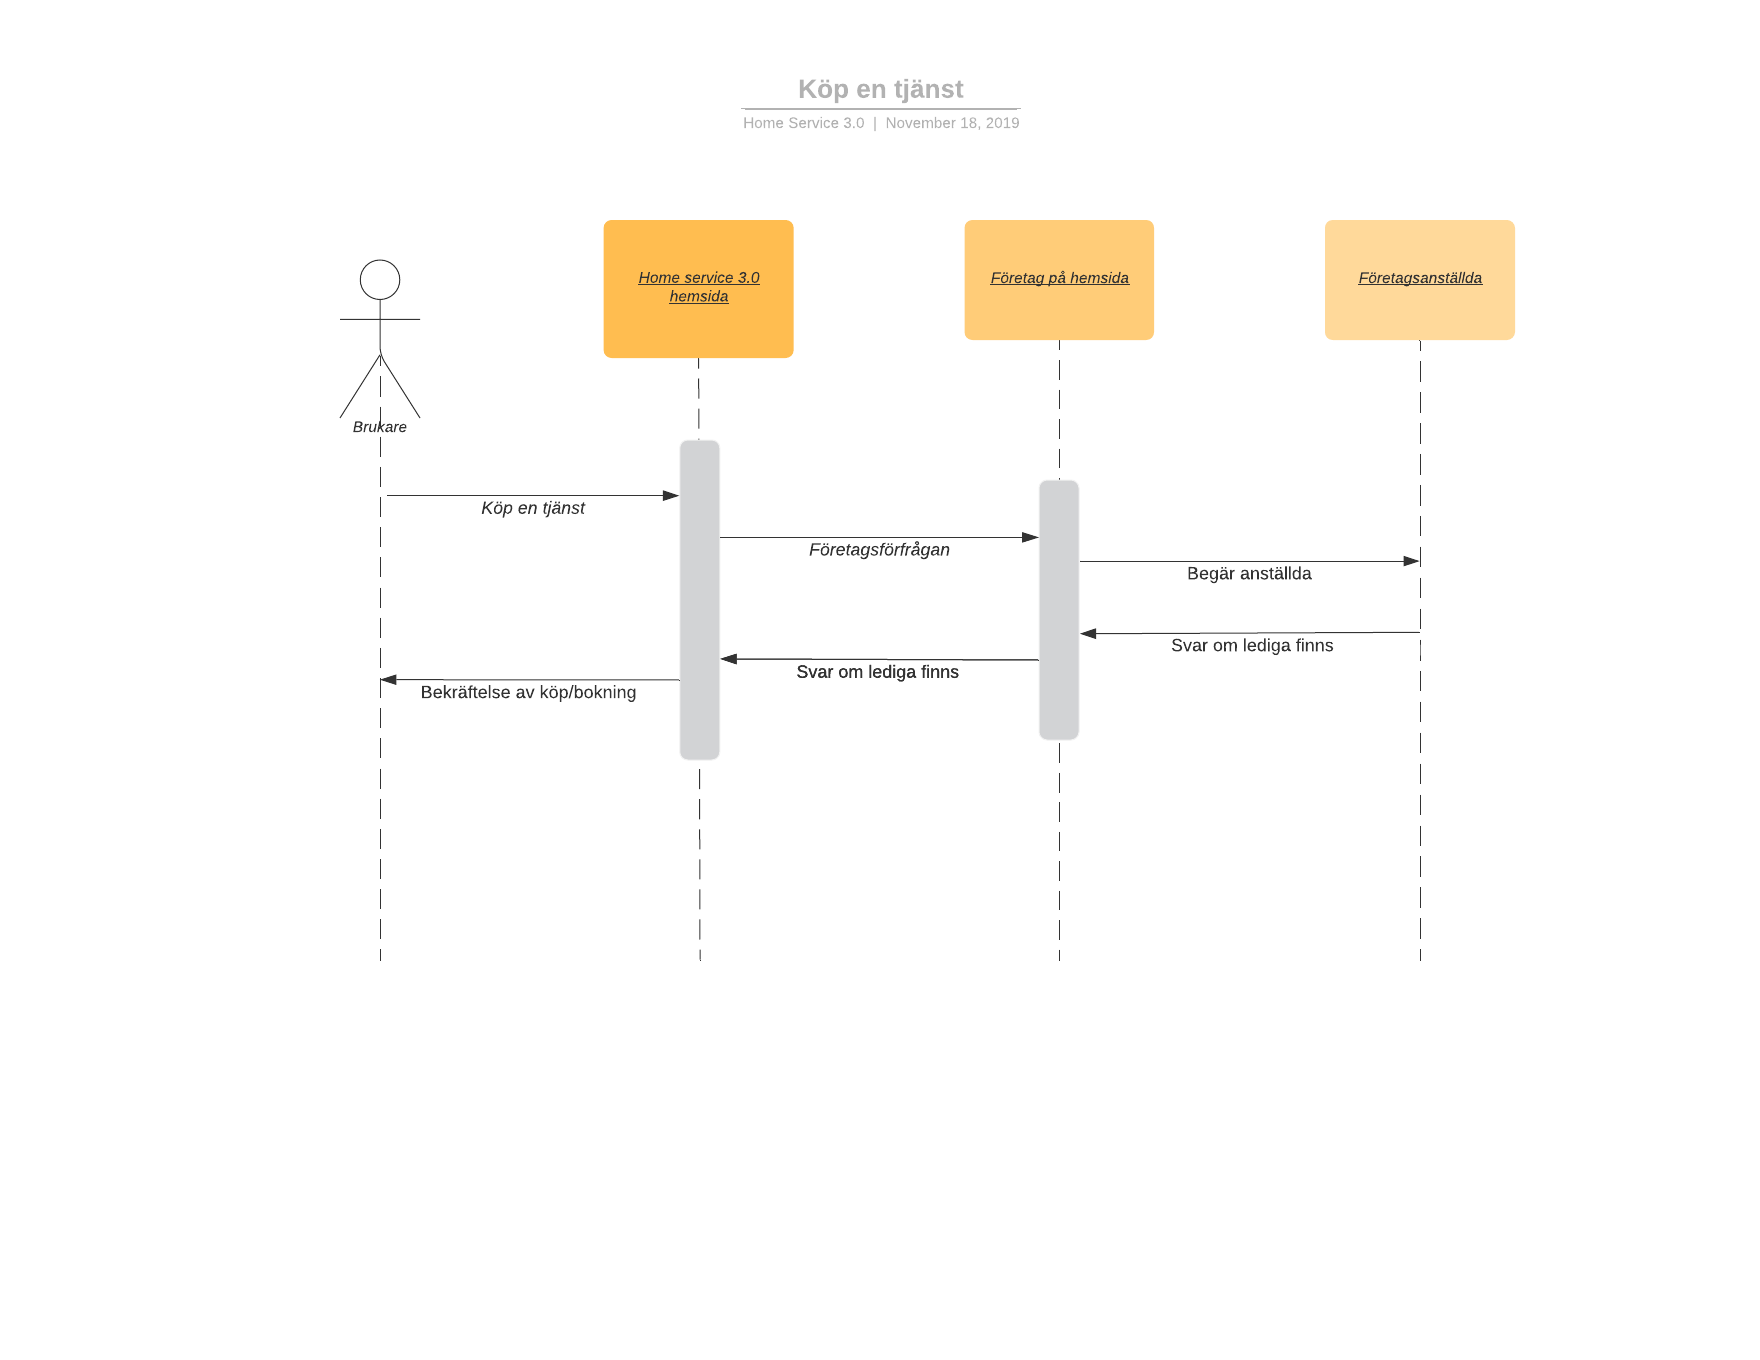 Köp en tjänst
Home Service 3.0 | November 18, 2019
Home service 3.0
hemsida
Företag på hemsida
Företagsanställda
Brukare
Köp en tjänst
Företagsförfrågan
Begär anställda
Svar om lediga finns
Svar om lediga finns
Bekräftelse av köp/bokning